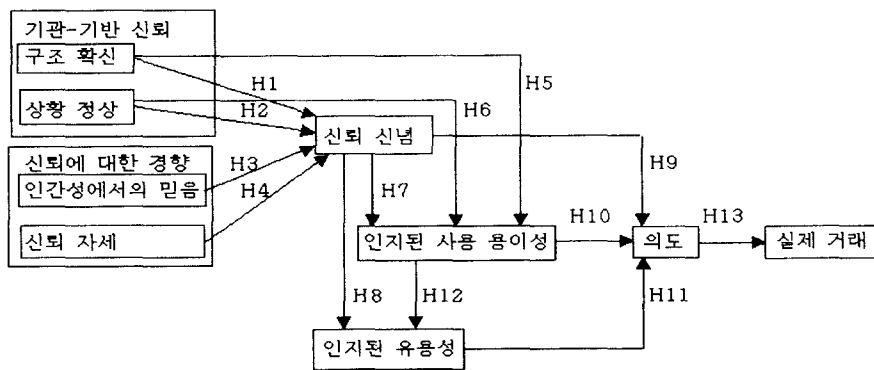 기관-기반 신뢰
구조 확신
H1
H5
상황 정상
H2
H6
신뢰 신념
신뢰에 대한 경향
H3
H9
인간성에서의 믿음
H4
H7
신뢰 자세
인지된 사용 용이성
H10
의도
H13
실제 거래
H8
H12
H11
인지된 유용성